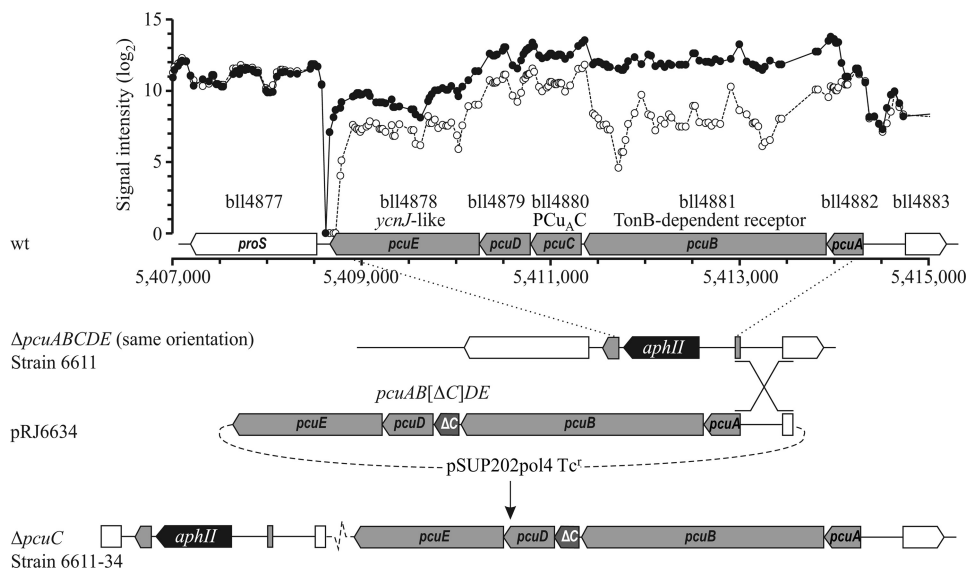 Signal intensity (log₂)
15
10
5
0
bll4877
bll4878
bll4879
bll4880
bll4881
bll4882
bll4883
ycnJ-like
PCu_AC
TonB-dependent receptor
wt
proS
pcuE
pcuD
pcuC
pcuB
pcuA
5,407,000
5,409,000
5,411,000
5,413,000
5,415,000
ΔpcuABCDE (same orientation)
Strain 6611
aphII
pcuAB[ΔC]DE
pRJ6634
pcuE
pcuD
ΔC
pcuB
pcuA
pSUP202pol4 Tcʳ
ΔpcuC
Strain 6611-34
aphII
pcuE
pcuD
ΔC
pcuB
pcuA